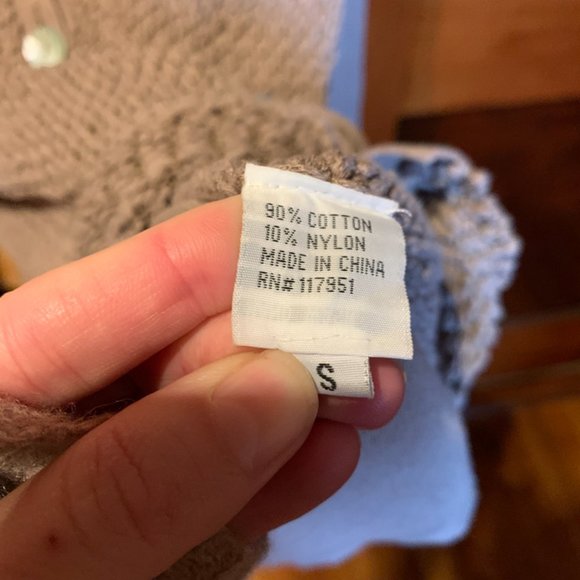 90% COTTON
10% NYLON
MADE IN CHINA
RN# 117951
S